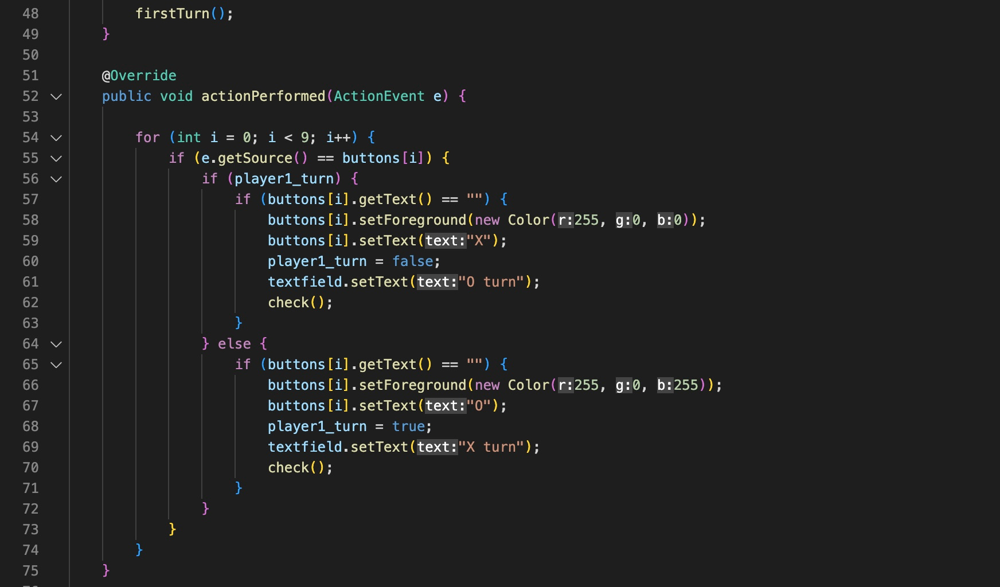 48 firstTurn();
49 }
50
51 @Override
52 public void actionPerformed(ActionEvent e) {
53
54 for (int i = 0; i < 9; i++) {
55 if (e.getSource() == buttons[i]) {
56 if (player1_turn) {
57 if (buttons[i].getText() == "") {
58 buttons[i].setForeground(new Color(r:255, g:0, b:0));
59 buttons[i].setText(text:"X");
60 player1_turn = false;
61 textfield.setText(text:"O turn");
62 check();
63 }
64 } else {
65 if (buttons[i].getText() == "") {
66 buttons[i].setForeground(new Color(r:255, g:0, b:255));
67 buttons[i].setText(text:"O");
68 player1_turn = true;
69 textfield.setText(text:"X turn");
70 check();
71 }
72 }
73 }
74 }
75 }